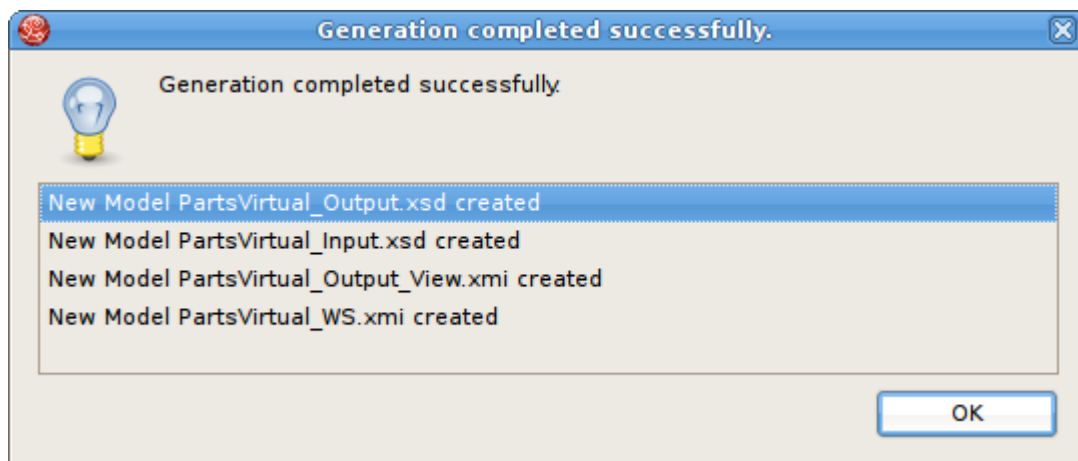 Generation completed successfully.
Generation completed successfully.
New Model PartsVirtual_Output.xsd created
New Model PartsVirtual_Input.xsd created
New Model PartsVirtual_Output_View.xmi created
New Model PartsVirtual_WS.xmi created
OK